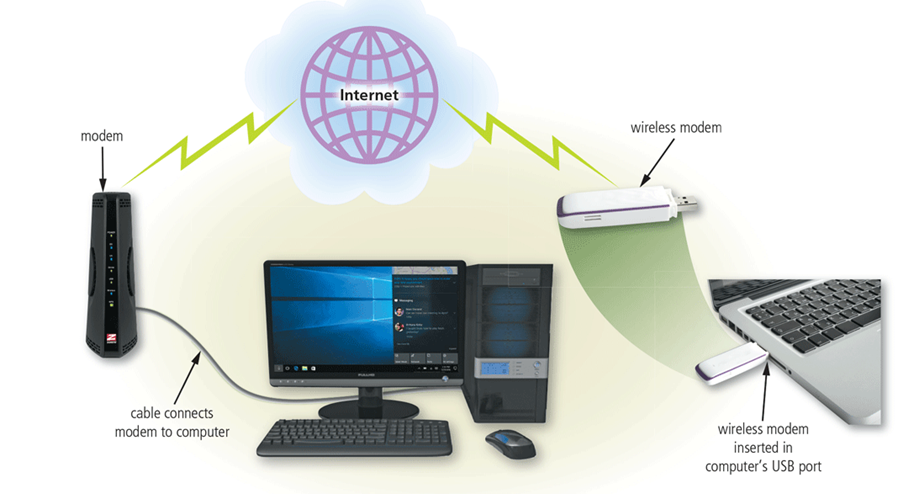 Internet
modem
wireless modem
cable connects
modem to computer
wireless modem
inserted in
computer's USB port